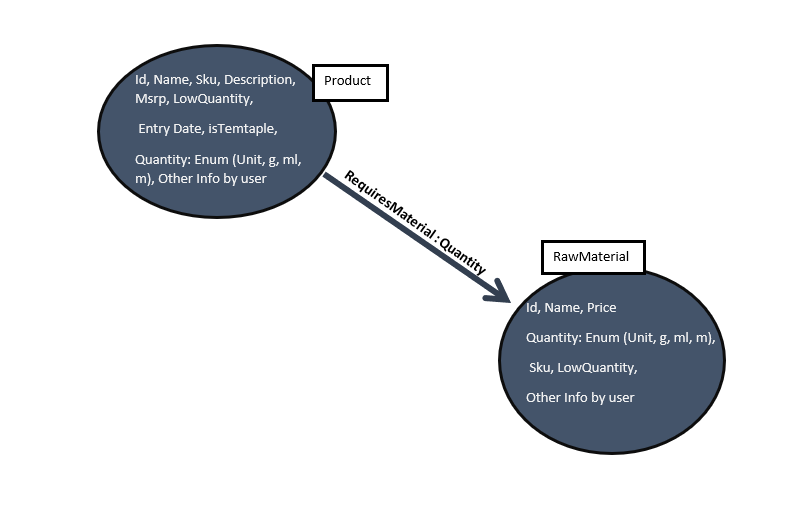 Product
Id, Name, Sku, Description,
Msrp, LowQuantity,
Entry Date, isTemtaple,
Quantity: Enum (Unit, g, ml,
m), Other Info by user
RequiresMaterial : Quantity
RawMaterial
Id, Name, Price
Quantity: Enum (Unit, g, ml, m),
Sku, LowQuantity,
Other Info by user